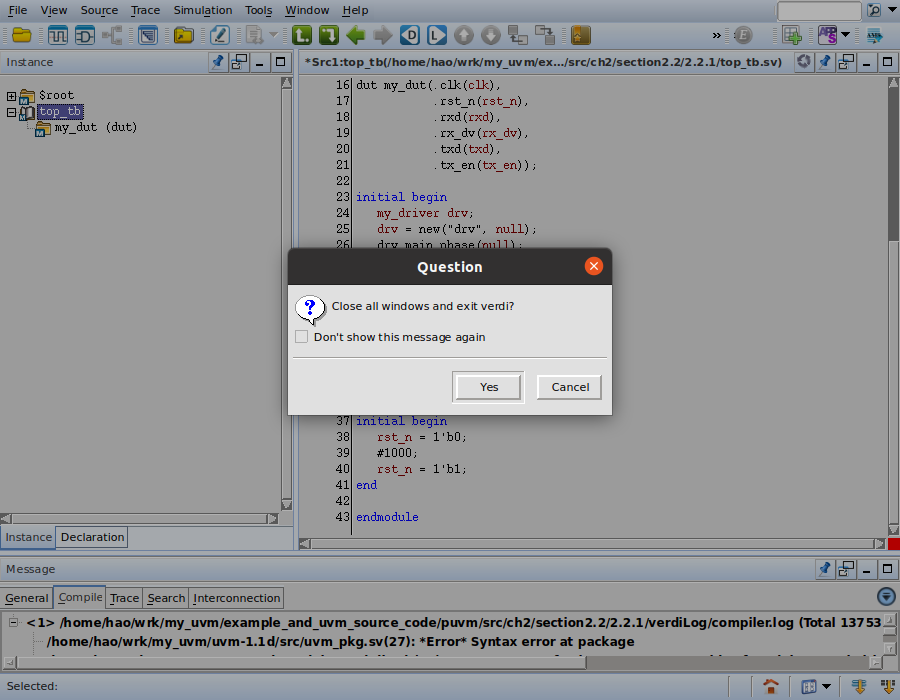 File View Source Trace Simulation Tools Window Help
Instance
*Src1:top_tb(/home/hao/wrk/my_uvm/ex.../src/ch2/section2.2/2.2.1/top_tb.sv)
$root
top_tb
my_dut (dut)
16 dut my_dut(.clk(clk),
17 .rst_n(rst_n),
18 .rxd(rxd),
19 .rx_dv(rx_dv),
20 .txd(txd),
21 .tx_en(tx_en));
22
23 initial begin
24 my_driver drv;
25 drv = new("drv", null);
26 drv.main_phase(null);
Question
Close all windows and exit verdi?
Don't show this message again
Yes Cancel
37 initial begin
38 rst_n = 1'b0;
39 #1000;
40 rst_n = 1'b1;
41 end
42
43 endmodule
Instance Declaration
Message
General Compile Trace Search Interconnection
<1> /home/hao/wrk/my_uvm/example_and_uvm_source_code/puvm/src/ch2/section2.2/2.2.1/verdiLog/compiler.log (Total 13753
/home/hao/wrk/my_uvm/uvm-1.1d/src/uvm_pkg.sv(27): *Error* Syntax error at package
Selected: